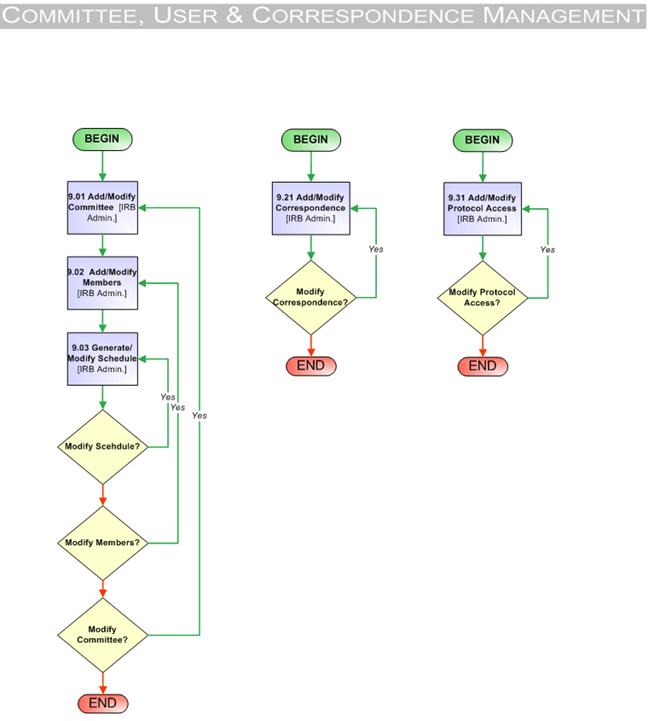 COMMITTEE, USER & CORRESPONDENCE MANAGEMENT
BEGIN
9.01 Add/Modify
Committee [IRB
Admin.]
9.02 Add/Modify
Members
[IRB Admin.]
9.03 Generate/
Modify Schedule
[IRB Admin.]
Yes
Yes
Yes
Modify Scehdule?
Modify Members?
Modify
Committee?
END
BEGIN
9.21 Add/Modify
Correspondence
[IRB Admin.]
Yes
Modify
Correspondence?
END
BEGIN
9.31 Add/Modify
Protocol Access
[IRB Admin.]
Yes
Modify Protocol
Access?
END